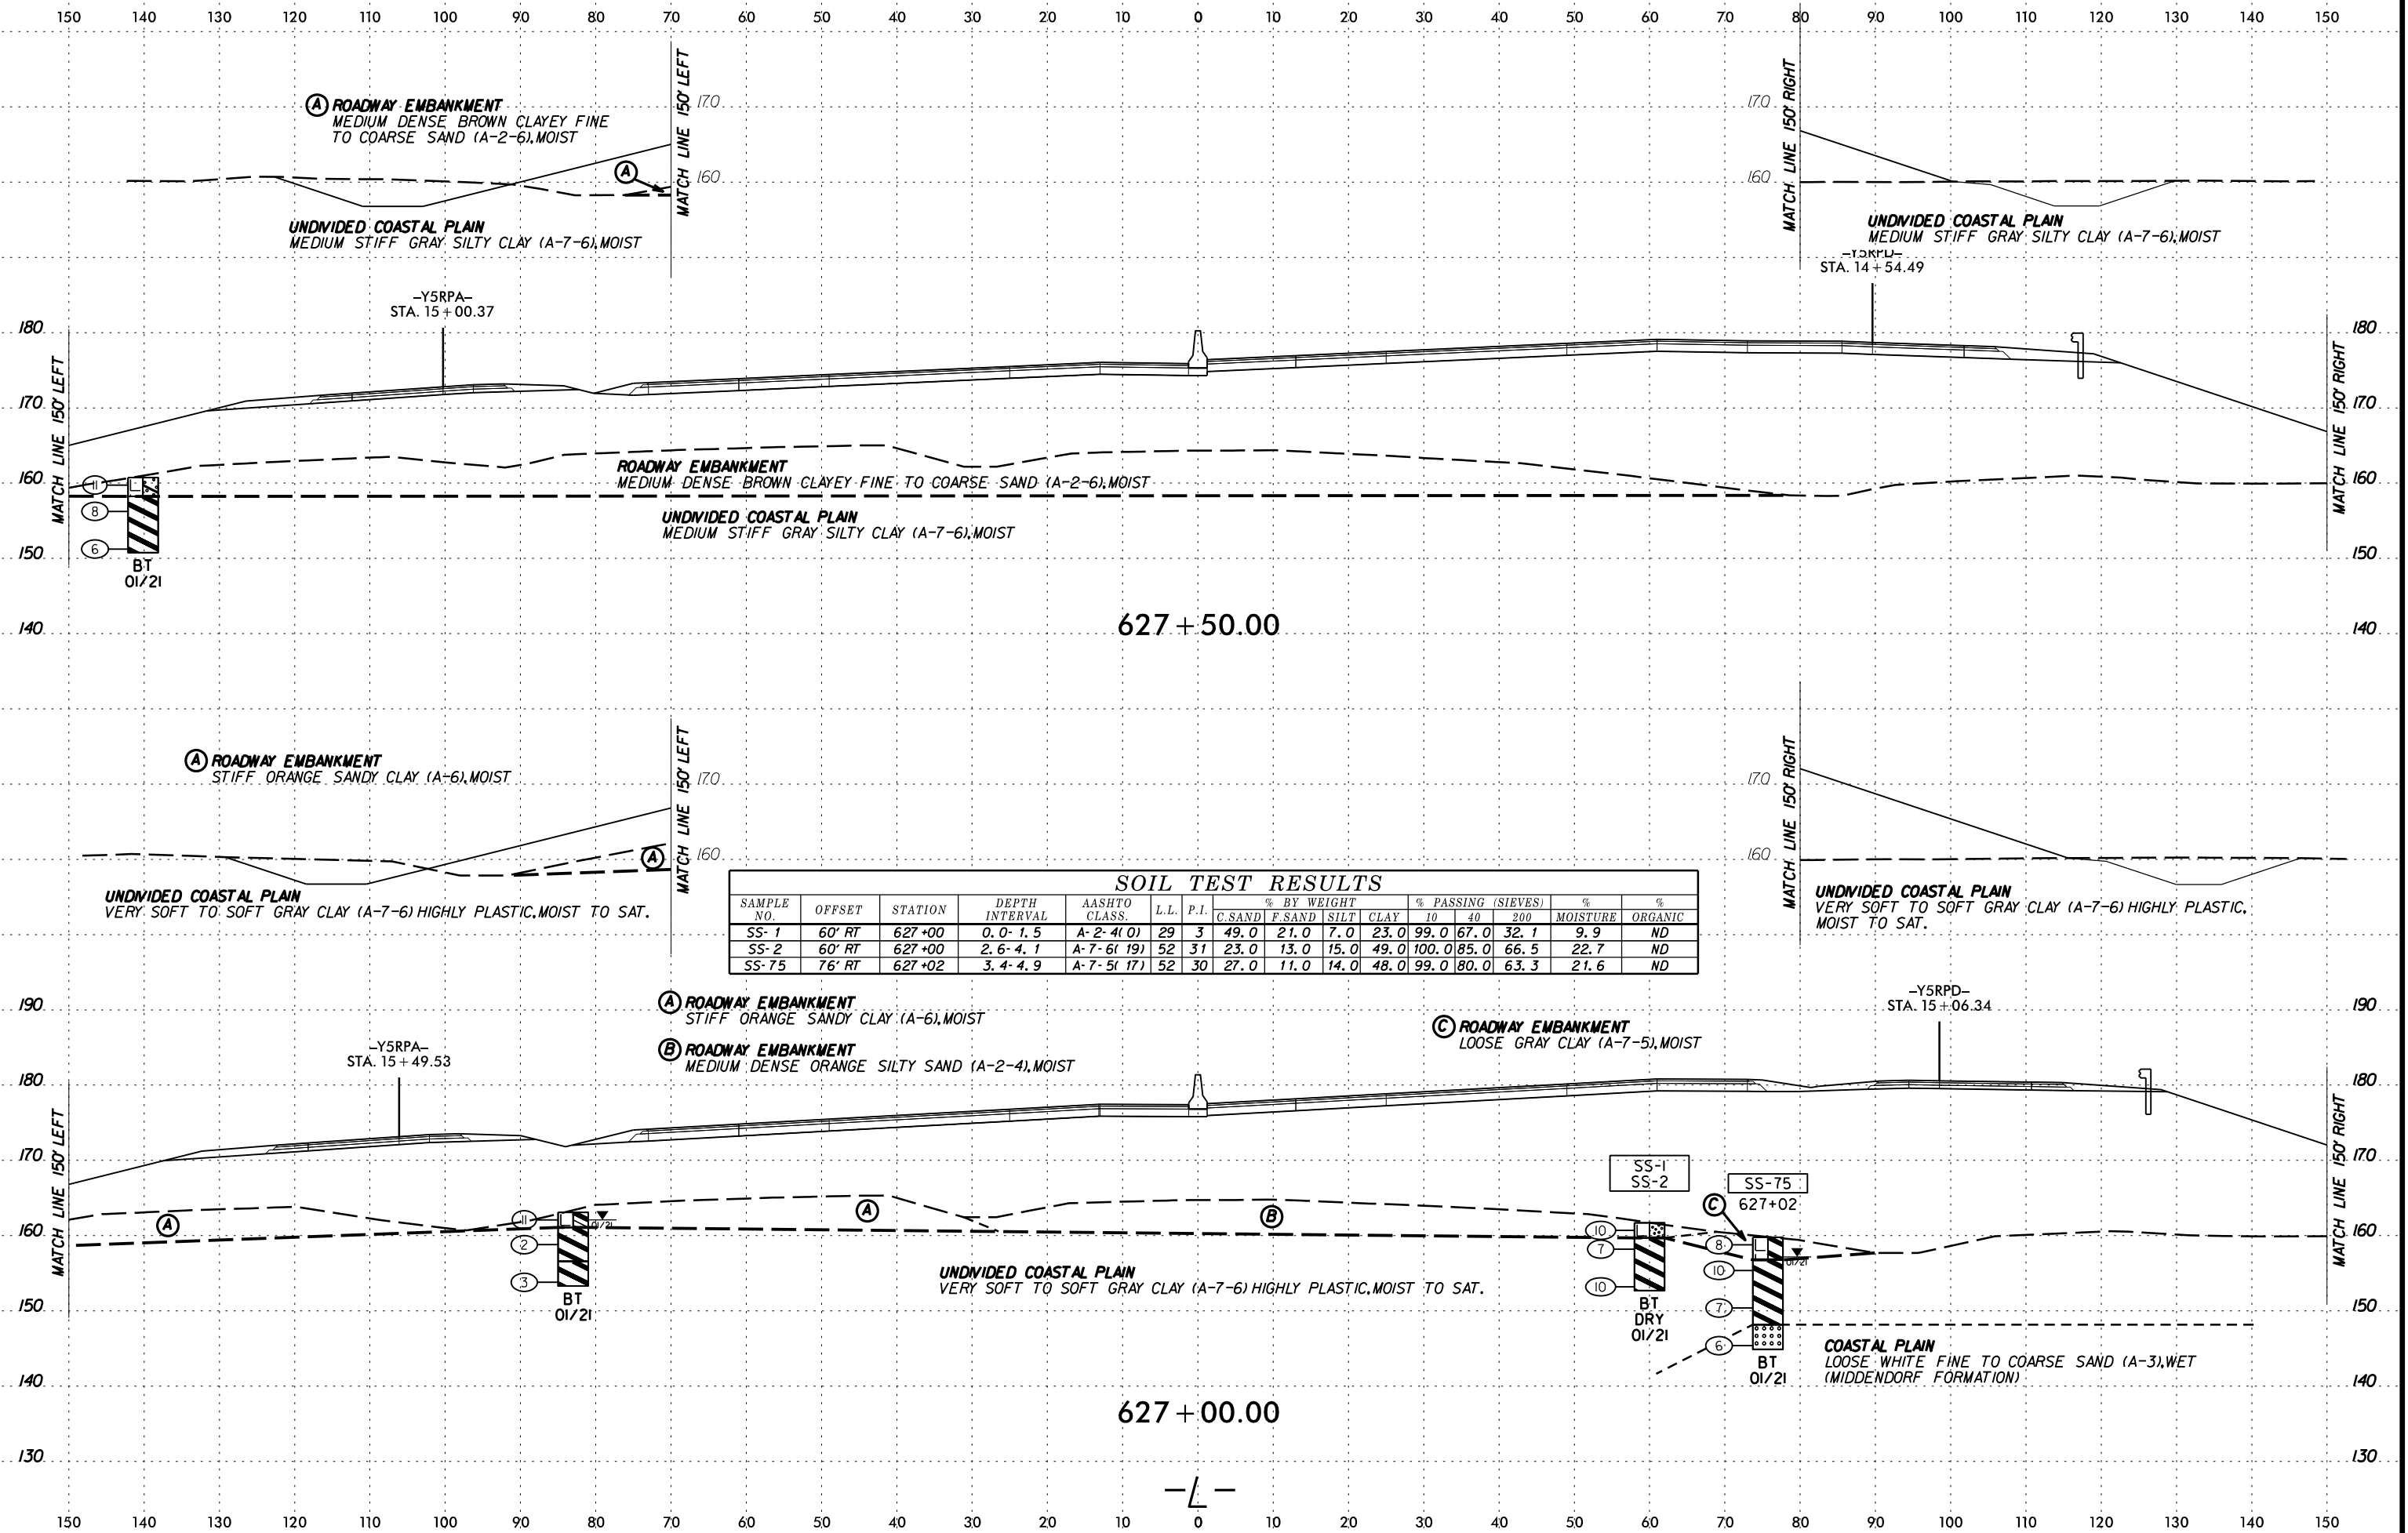 150 140 130 120 110 100 90 80 70 60 50 40 30 20 10 0 10 20 30 40 50 60 70 80 90 100 110 120 130 140 150
MATCH LINE 150' LEFT
170
160
A ROADWAY EMBANKMENT
MEDIUM DENSE BROWN CLAYEY FINE
TO COARSE SAND (A-2-6),MOIST
A
UNDIVIDED COASTAL PLAIN
MEDIUM STIFF GRAY SILTY CLAY (A-7-6),MOIST
MATCH LINE 150' RIGHT
170
160
UNDIVIDED COASTAL PLAIN
MEDIUM STIFF GRAY SILTY CLAY (A-7-6),MOIST
-Y5RPD-
STA. 14+54.49
-Y5RPA-
STA. 15+00.37
180 180
170 170
160 160
150 150
140 140
MATCH LINE 150' LEFT
MATCH LINE 150' RIGHT
ROADWAY EMBANKMENT
MEDIUM DENSE BROWN CLAYEY FINE TO COARSE SAND (A-2-6),MOIST
UNDIVIDED COASTAL PLAIN
MEDIUM STIFF GRAY SILTY CLAY (A-7-6),MOIST
11
8
6
BT
01/21
627+50.00
A ROADWAY EMBANKMENT
STIFF ORANGE SANDY CLAY (A-6),MOIST
MATCH LINE 150' LEFT
170
160
A
UNDIVIDED COASTAL PLAIN
VERY SOFT TO SOFT GRAY CLAY (A-7-6) HIGHLY PLASTIC,MOIST TO SAT.
MATCH LINE 150' RIGHT
170
160
UNDIVIDED COASTAL PLAIN
VERY SOFT TO SOFT GRAY CLAY (A-7-6) HIGHLY PLASTIC,
MOIST TO SAT.
SOIL TEST RESULTS
SAMPLE NO. OFFSET STATION DEPTH INTERVAL AASHTO CLASS. L.L. P.I. % BY WEIGHT % PASSING (SIEVES) % MOISTURE % ORGANIC
C.SAND F.SAND SILT CLAY 10 40 200
SS-1 60' RT 627+00 0.0-1.5 A-2-4(0) 29 3 49.0 21.0 7.0 23.0 99.0 67.0 32.1 9.9 ND
SS-2 60' RT 627+00 2.6-4.1 A-7-6(19) 52 31 23.0 13.0 15.0 49.0 100.0 85.0 66.5 22.7 ND
SS-75 76' RT 627+02 3.4-4.9 A-7-5(17) 52 30 27.0 11.0 14.0 48.0 99.0 80.0 63.3 21.6 ND
A ROADWAY EMBANKMENT
STIFF ORANGE SANDY CLAY (A-6),MOIST
B ROADWAY EMBANKMENT
MEDIUM DENSE ORANGE SILTY SAND (A-2-4),MOIST
C ROADWAY EMBANKMENT
LOOSE GRAY CLAY (A-7-5),MOIST
-Y5RPD-
STA. 15+06.34
-Y5RPA-
STA. 15+49.53
190 190
180 180
170 170
160 160
150 150
140 140
130 130
MATCH LINE 150' LEFT
MATCH LINE 150' RIGHT
SS-1
SS-2
SS-75
627+02
A
A
B
C
11
2
3
01/21
BT
01/21
10
7
10
BT
DRY
01/21
8
10
7
6
01/21
BT
01/21
UNDIVIDED COASTAL PLAIN
VERY SOFT TO SOFT GRAY CLAY (A-7-6) HIGHLY PLASTIC,MOIST TO SAT.
COASTAL PLAIN
LOOSE WHITE FINE TO COARSE SAND (A-3),WET
(MIDDENDORF FORMATION)
627+00.00
-L-
150 140 130 120 110 100 90 80 70 60 50 40 30 20 10 0 10 20 30 40 50 60 70 80 90 100 110 120 130 140 150